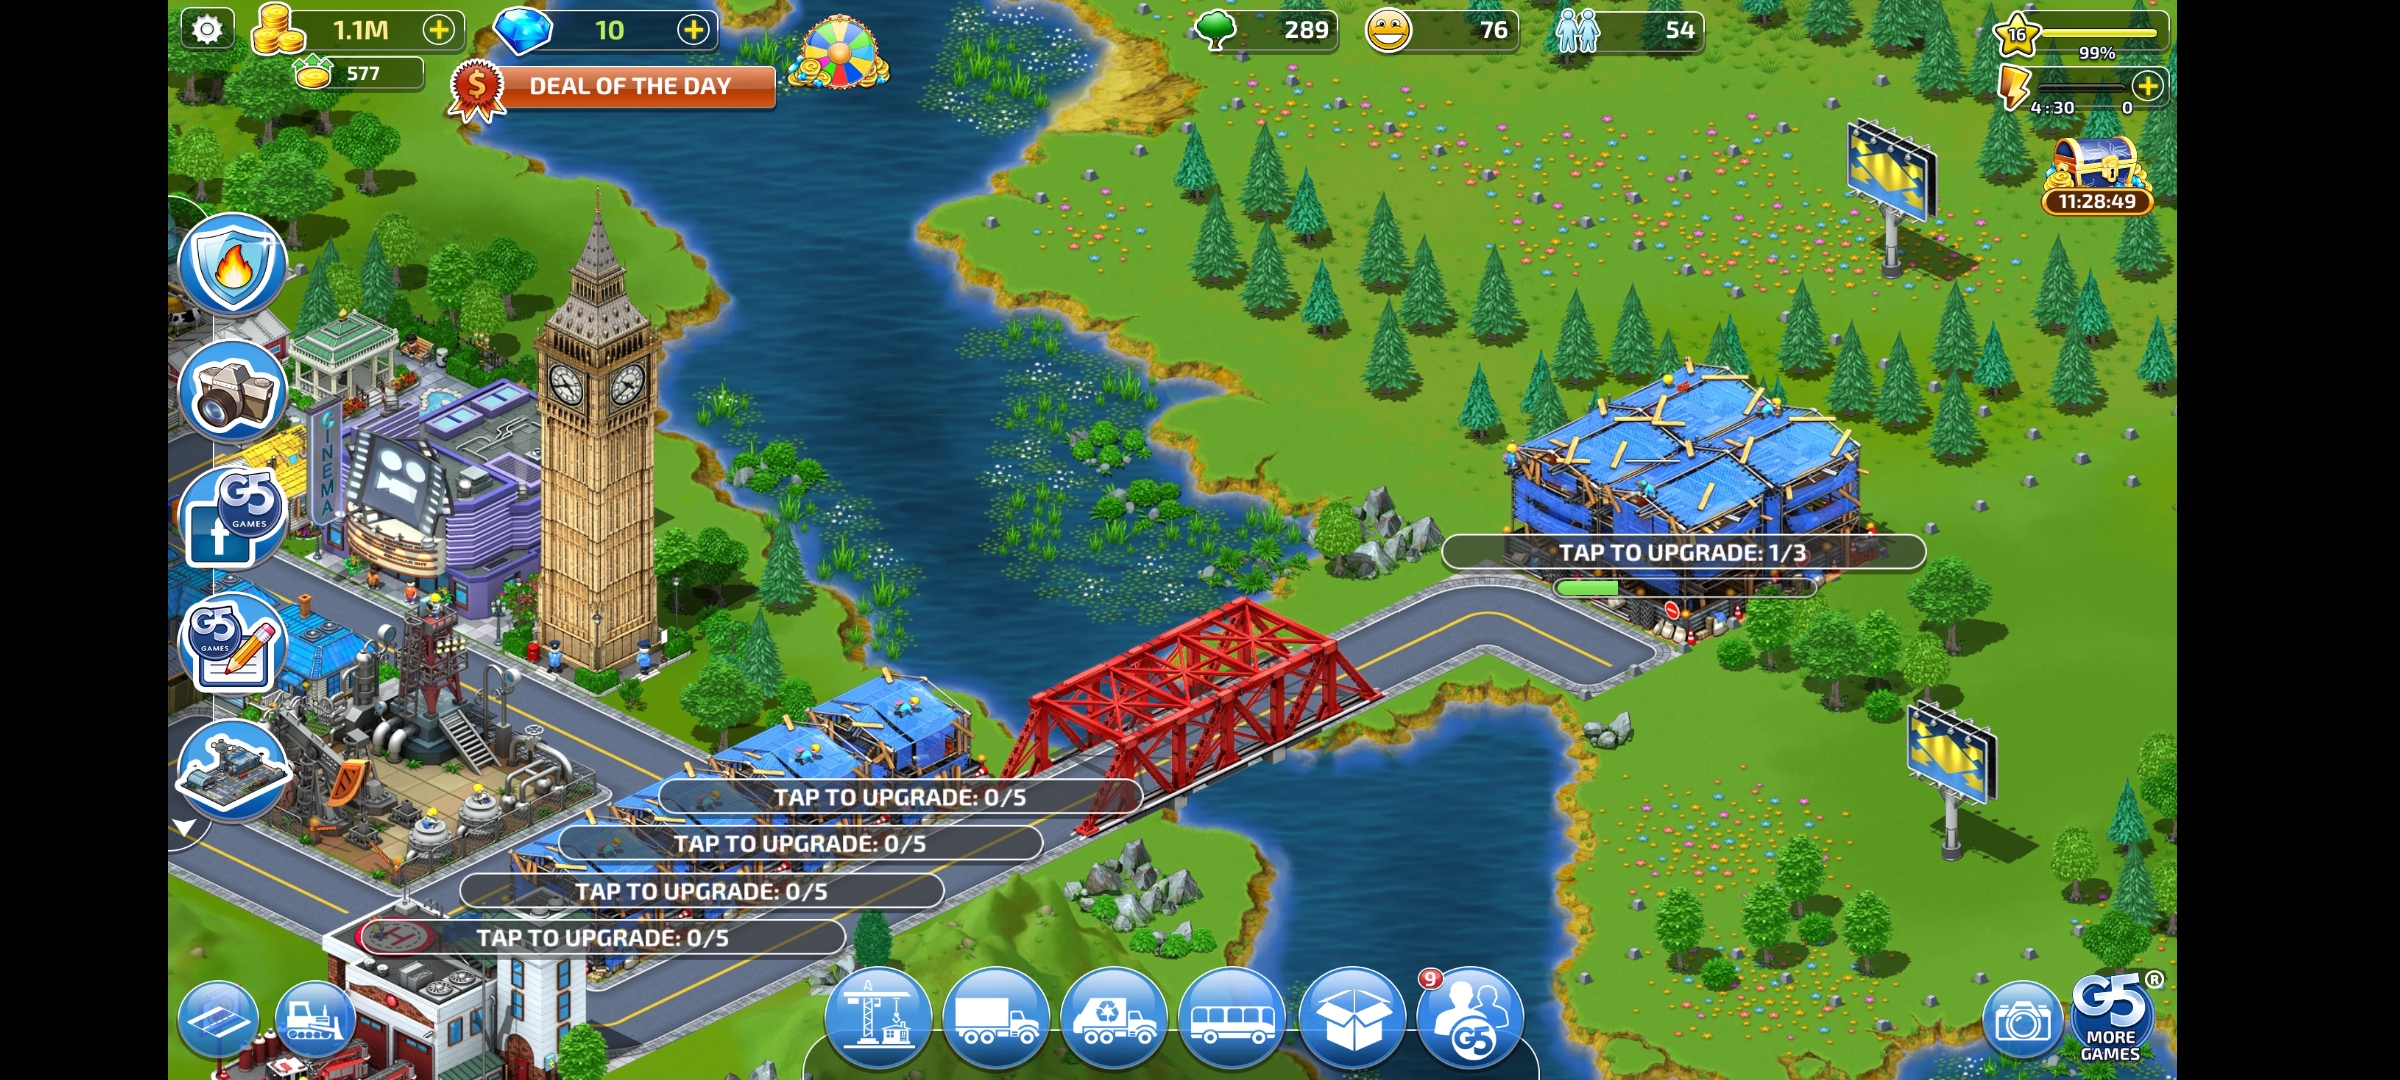 1.1M
10
289
76
54
16
99%
577
DEAL OF THE DAY
4:30
0
11:28:49
CINEMA
G5
GAMES
f
TAP TO UPGRADE: 1/3
G5
GAMES
TAP TO UPGRADE: 0/5
TAP TO UPGRADE: 0/5
TAP TO UPGRADE: 0/5
TAP TO UPGRADE: 0/5
H
9
G5
G5®
MORE
GAMES